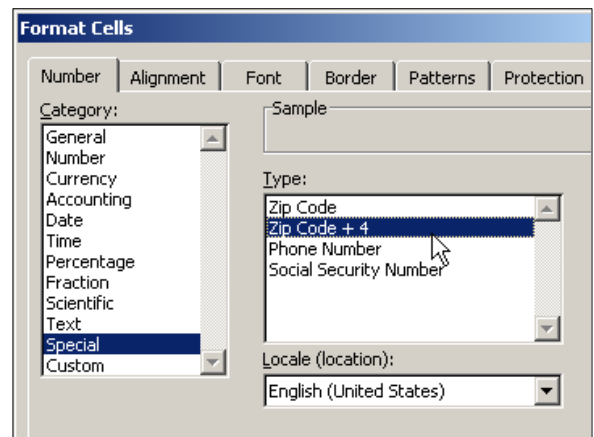 Format Cells
Number Alignment Font Border Patterns Protection
Category:
General
Number
Currency
Accounting
Date
Time
Percentage
Fraction
Scientific
Text
Special
Custom
Sample
Type:
Zip Code
Zip Code + 4
Phone Number
Social Security Number
Locale (location):
English (United States)